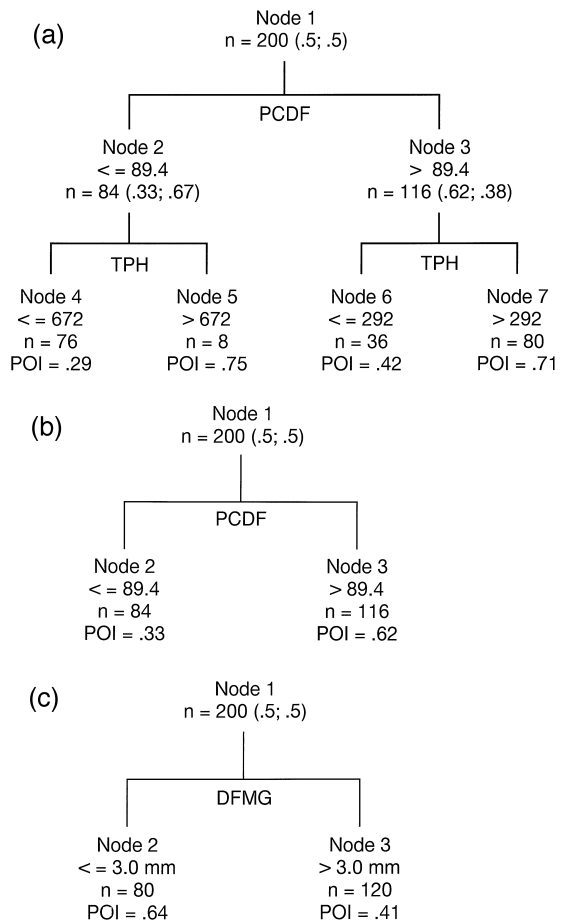 (a)
Node 1
n = 200 (.5; .5)
PCDF
Node 2
< = 89.4
n = 84 (.33; .67)
Node 3
> 89.4
n = 116 (.62; .38)
TPH
TPH
Node 4
< = 672
n = 76
POI = .29
Node 5
> 672
n = 8
POI = .75
Node 6
< = 292
n = 36
POI = .42
Node 7
> 292
n = 80
POI = .71
(b)
Node 1
n = 200 (.5; .5)
PCDF
Node 2
< = 89.4
n = 84
POI = .33
Node 3
> 89.4
n = 116
POI = .62
(c)
Node 1
n = 200 (.5; .5)
DFMG
Node 2
< = 3.0 mm
n = 80
POI = .64
Node 3
> 3.0 mm
n = 120
POI = .41